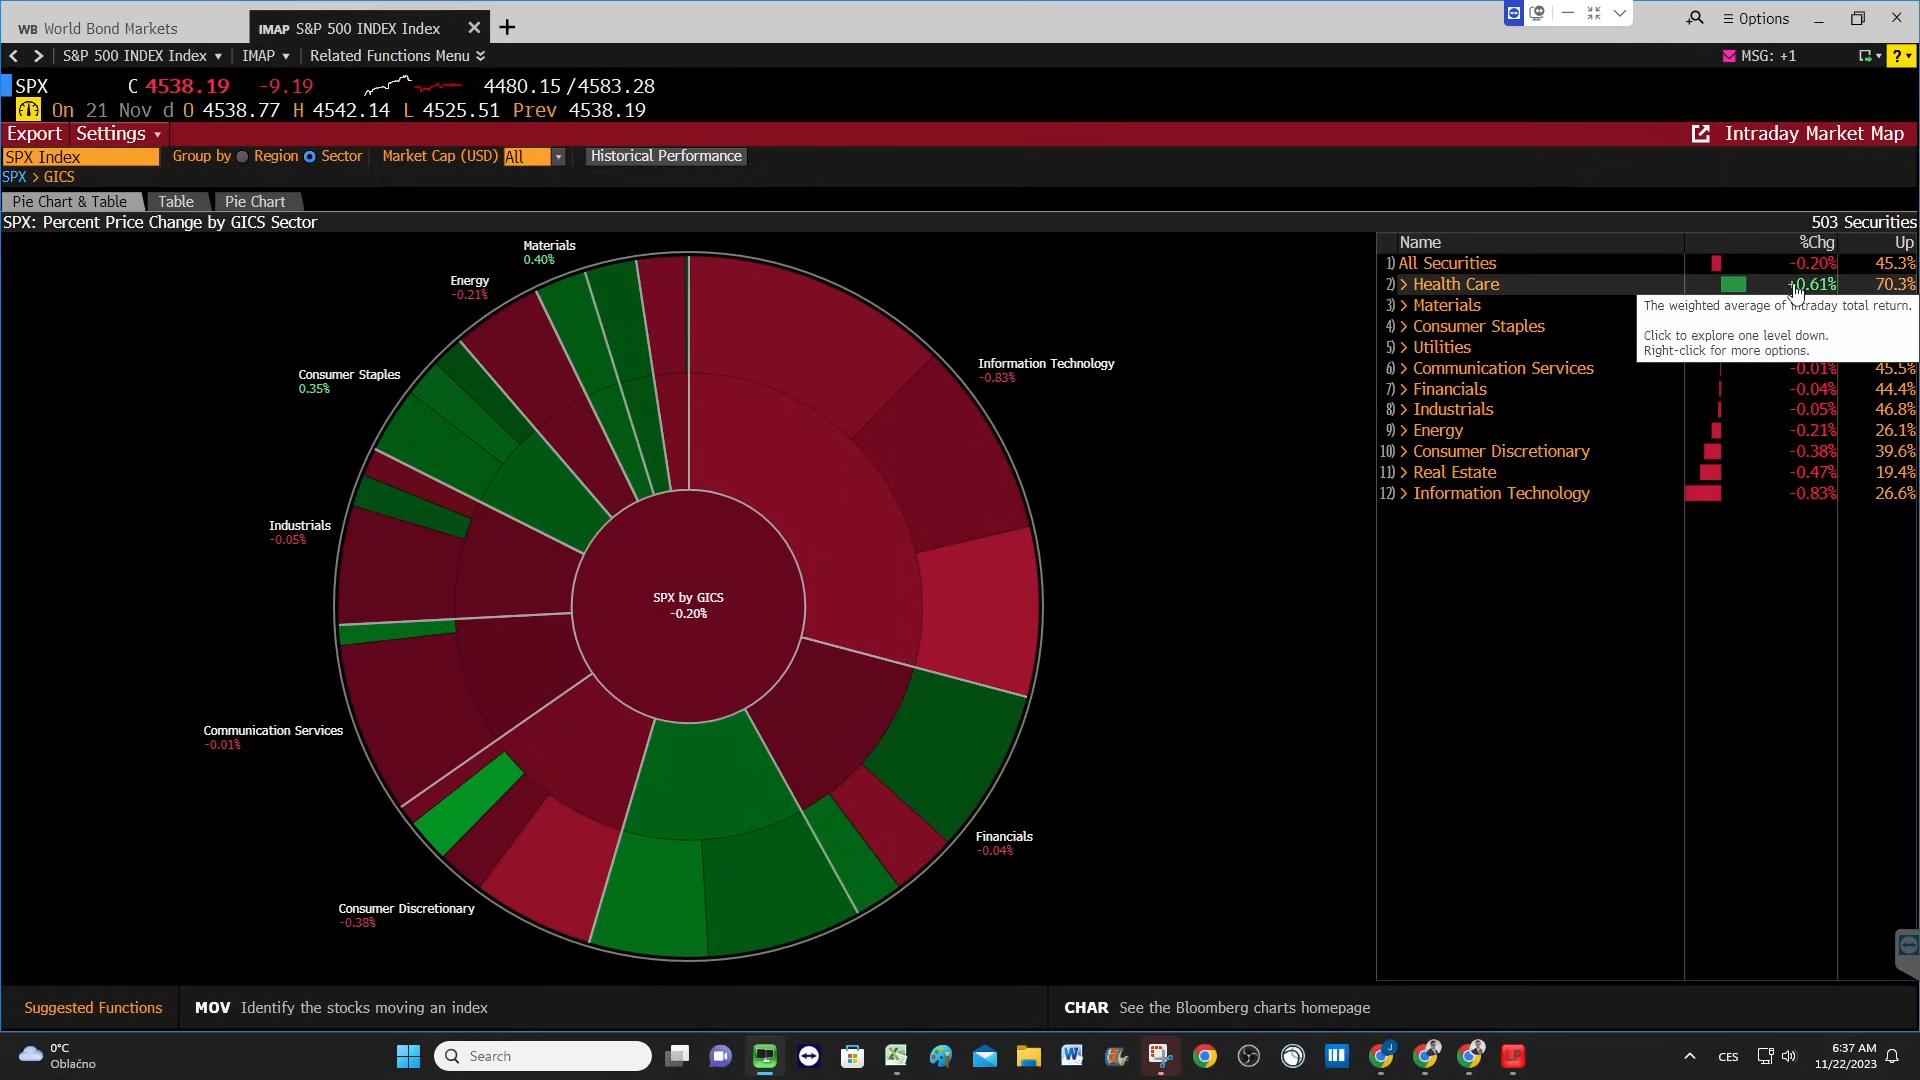 WB World Bond Markets
IMAP S&P 500 INDEX Index
Options
S&P 500 INDEX Index
IMAP
Related Functions Menu
MSG: +1
?
SPX C 4538.19 -9.19 4480.15/4583.28
On 21 Nov d O 4538.77 H 4542.14 L 4525.51 Prev 4538.19
Export Settings Intraday Market Map
SPX Index Group by Region Sector Market Cap (USD) All Historical Performance
SPX > GICS
Pie Chart & Table Table Pie Chart
SPX: Percent Price Change by GICS Sector 503 Securities
Name %Chg Up
1) All Securities -0.20% 45.3%
2) > Health Care +0.61% 70.3%
3) > Materials
4) > Consumer Staples
5) > Utilities
6) > Communication Services -0.01% 45.5%
7) > Financials -0.04% 44.4%
8) > Industrials -0.05% 46.8%
9) > Energy -0.21% 26.1%
10) > Consumer Discretionary -0.38% 39.6%
11) > Real Estate -0.47% 19.4%
12) > Information Technology -0.83% 26.6%
The weighted average of intraday total return.
Click to explore one level down.
Right-click for more options.
Materials
0.40%
Energy
-0.21%
Information Technology
-0.83%
Consumer Staples
0.35%
Industrials
-0.05%
SPX by GICS
-0.20%
Communication Services
-0.01%
Financials
-0.04%
Consumer Discretionary
-0.38%
Suggested Functions MOV Identify the stocks moving an index CHAR See the Bloomberg charts homepage
0°C
Oblačno
Search
J
LP
CES
6:37 AM
11/22/2023